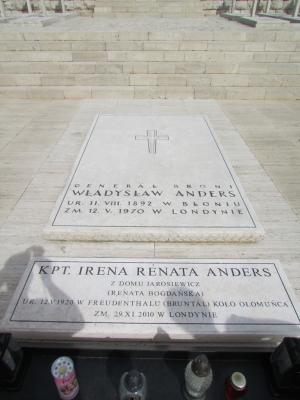 GENERAŁ BRONI
WŁADYSŁAW ANDERS
UR. 11. VIII. 1892 W BŁONIU
ZM. 12. V. 1970 W LONDYNIE
KPT. IRENA RENATA ANDERS
Z DOMU JAROSIEWICZ
(RENATA BOGDAŃSKA)
UR. 12.V.1920 W FREUDENTHALU (BRUNTAL) KOŁO OŁOMUŃCA
ZM. 29.XI.2010 W LONDYNIE